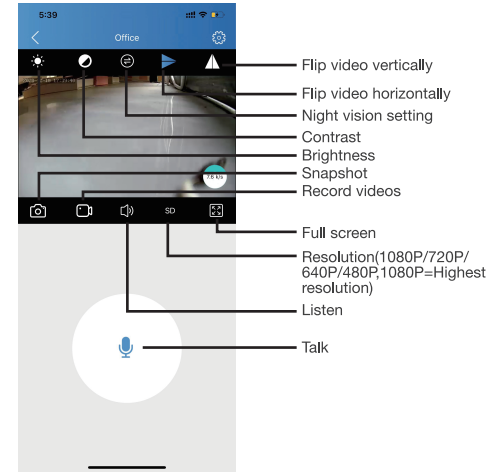 5:39
Office
Flip video vertically
Flip video horizontally
Night vision setting
Contrast
Brightness
Snapshot
7.6 k/s
Record videos
SD
Full screen
Resolution(1080P/720P/
640P/480P,1080P=Highest
resolution)
Listen
Talk